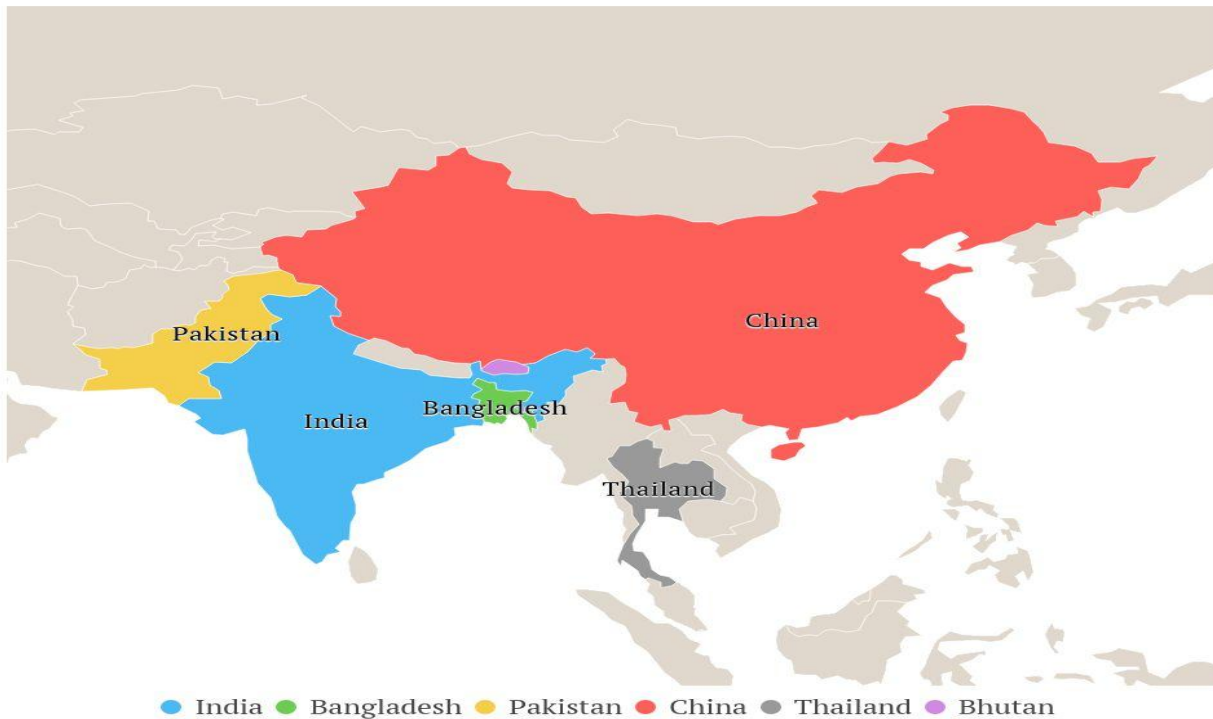 China
Pakistan
Bangladesh
India
Thailand
India Bangladesh Pakistan China Thailand Bhutan